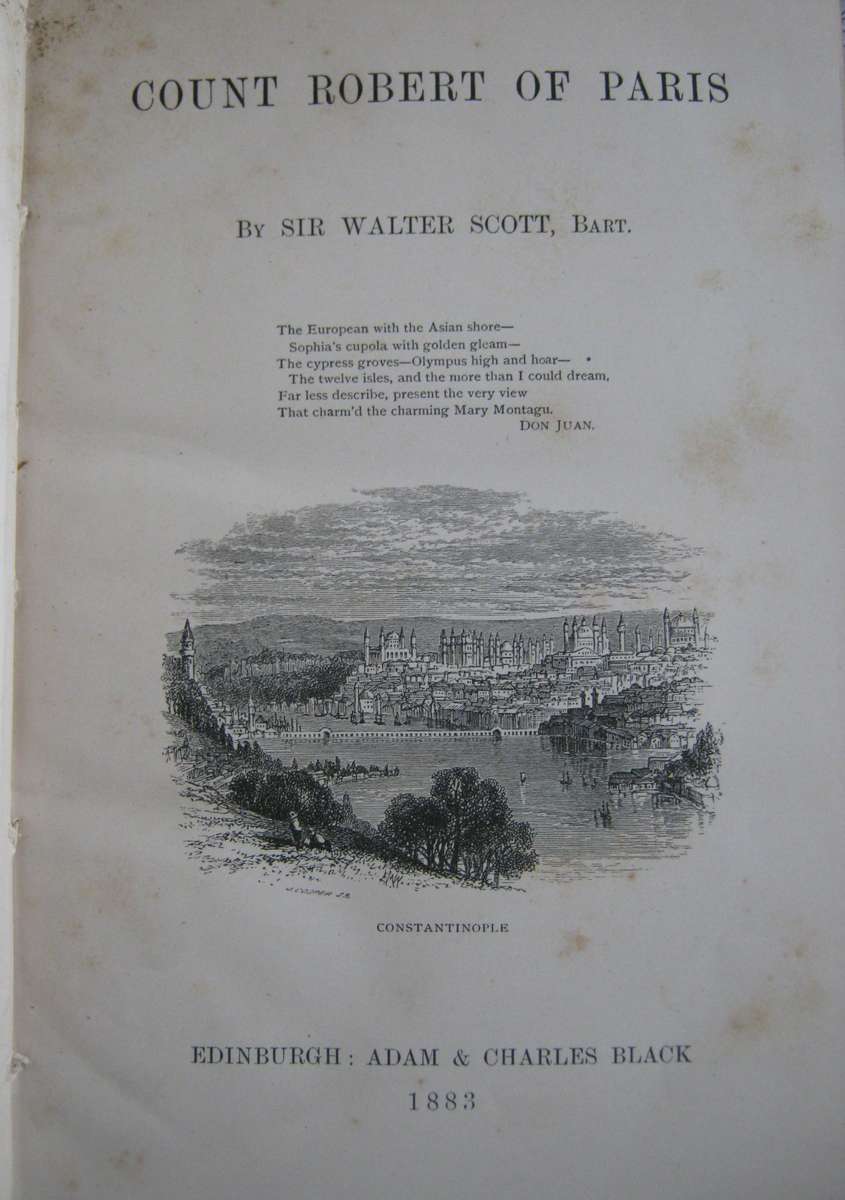 COUNT ROBERT OF PARIS
By SIR WALTER SCOTT, Bart.
The European with the Asian shore—
Sophia's cupola with golden gleam—
The cypress groves—Olympus high and hoar—
The twelve isles, and the more than I could dream,
Far less describe, present the very view
That charm'd the charming Mary Montagu.
Don Juan.
J. COOPER SR.
CONSTANTINOPLE
EDINBURGH: ADAM & CHARLES BLACK
1883